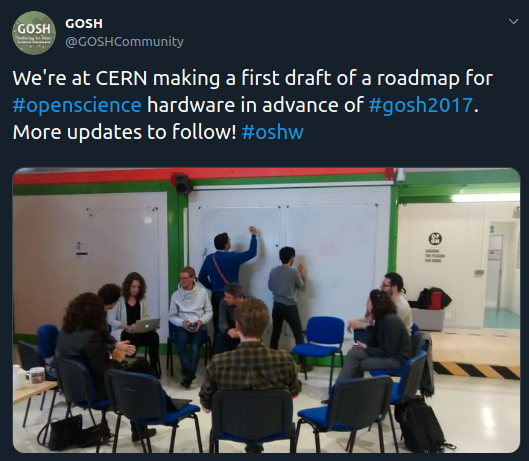 GOSH
@GOSHCommunity
We're at CERN making a first draft of a roadmap for
#openscience hardware in advance of #gosh2017.
More updates to follow! #oshw
GOSH